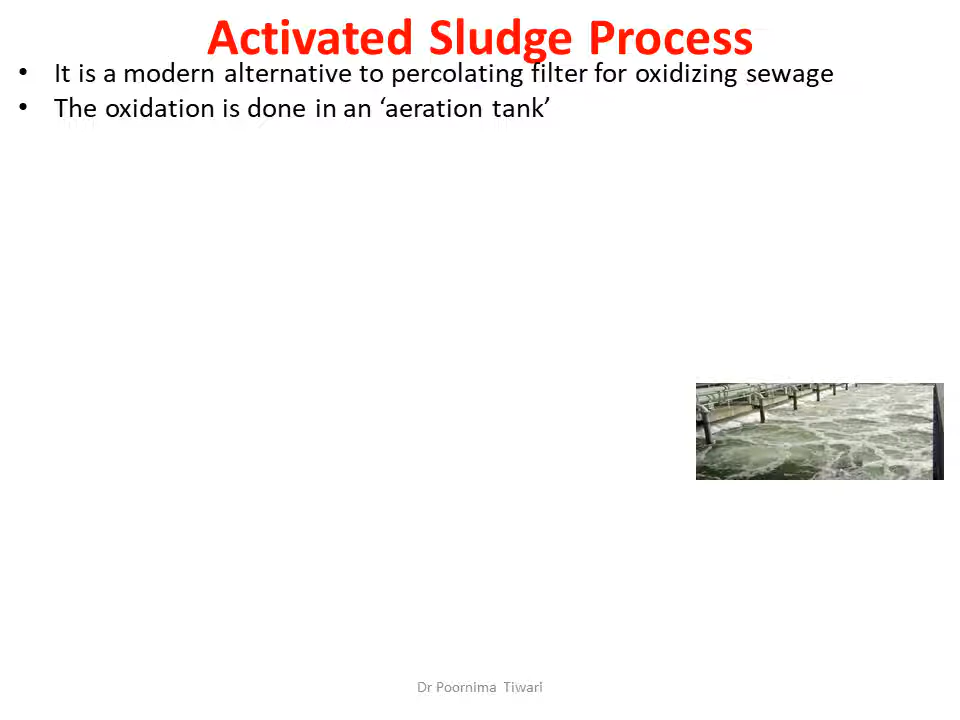 Activated Sludge Process
• It is a modern alternative to percolating filter for oxidizing sewage
• The oxidation is done in an ‘aeration tank’
Dr Poornima Tiwari